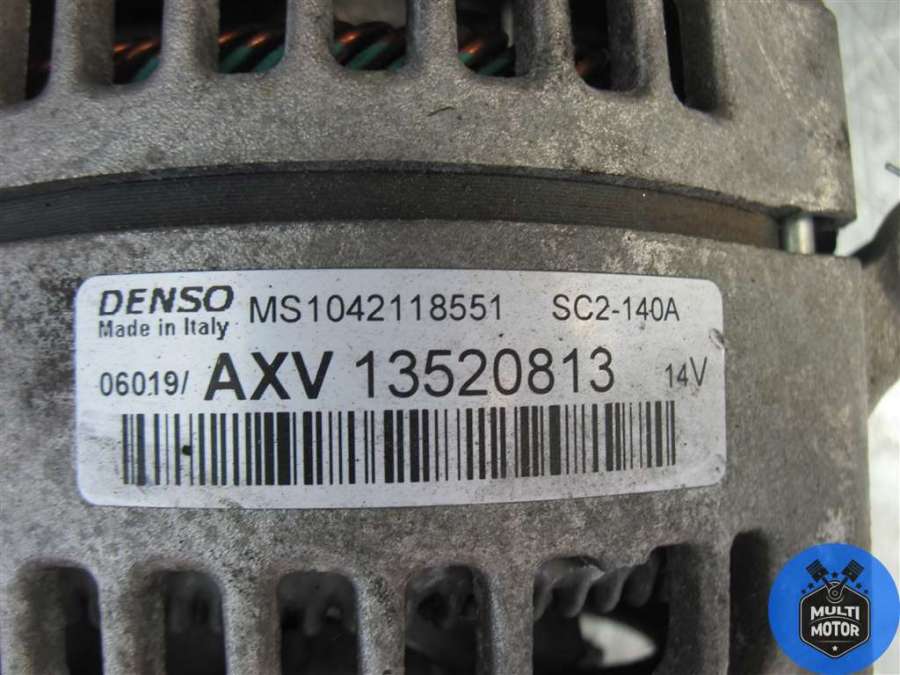 DENSO MS1042118551 SC2-140A
Made in Italy
06019/ AXV 13520813 14V
MULTI
MOTOR